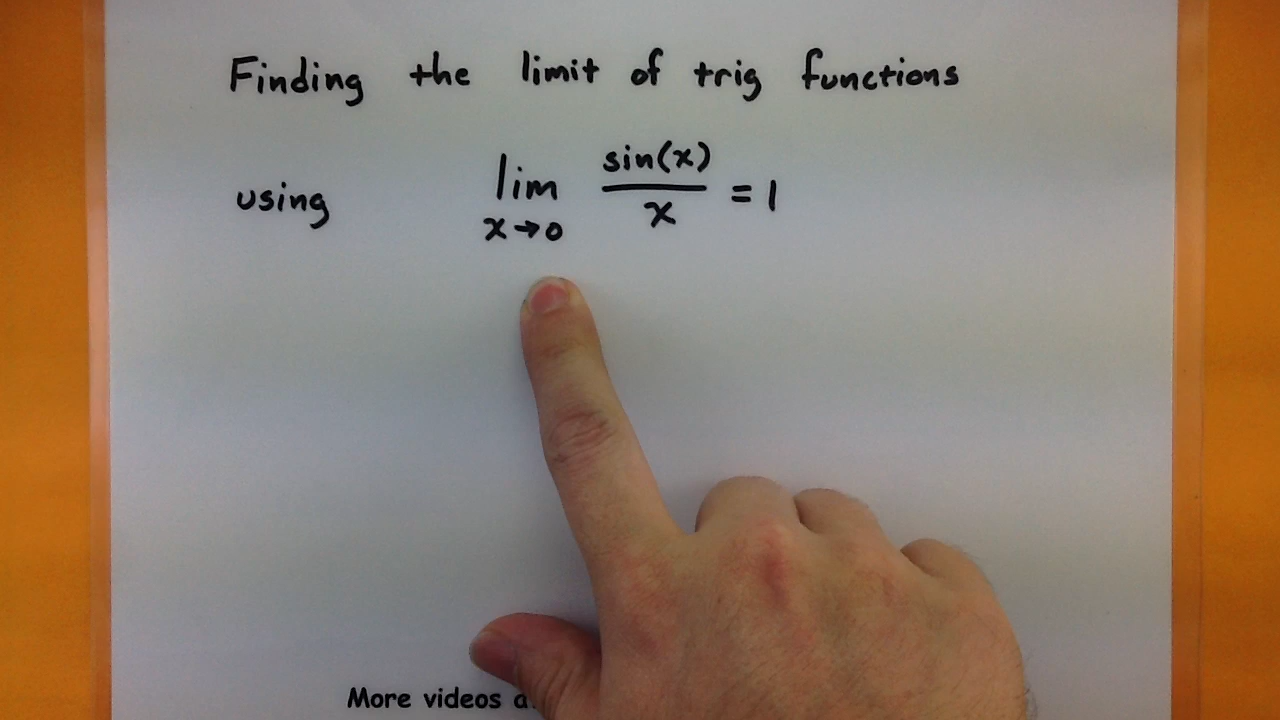 Finding the limit of trig functions
using lim x→0 sin(x)/x = 1
More videos